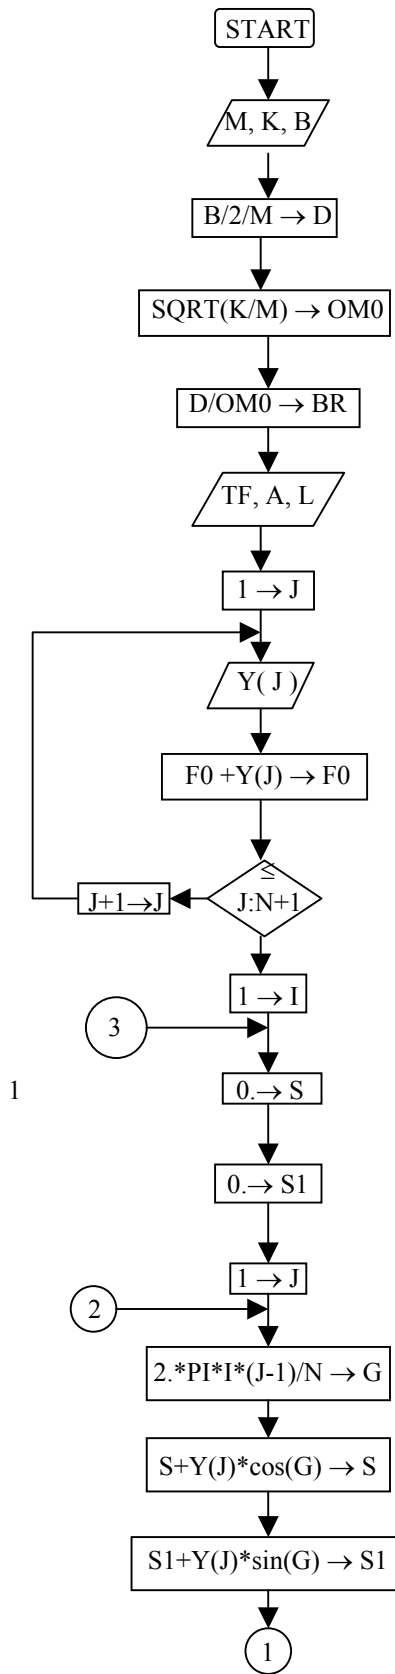 START
M, K, B
B/2/M → D
SQRT(K/M) → OM0
D/OM0 → BR
TF, A, L
1 → J
Y( J )
F0 +Y(J) → F0
≤
J+1→J
J:N+1
1 → I
3
1
0.→ S
0.→ S1
1 → J
2
2.*PI*I*(J-1)/N → G
S+Y(J)*cos(G) → S
S1+Y(J)*sin(G) → S1
1